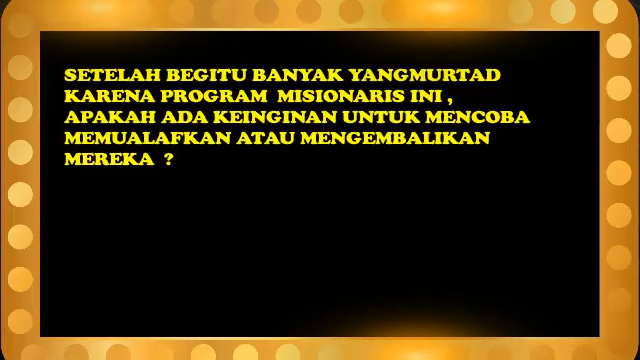 SETELAH BEGITU BANYAK YANGMURTAD
KARENA PROGRAM  MISIONARIS INI ,
APAKAH ADA KEINGINAN UNTUK MENCOBA
MEMUALAFKAN ATAU MENGEMBALIKAN
MEREKA  ?